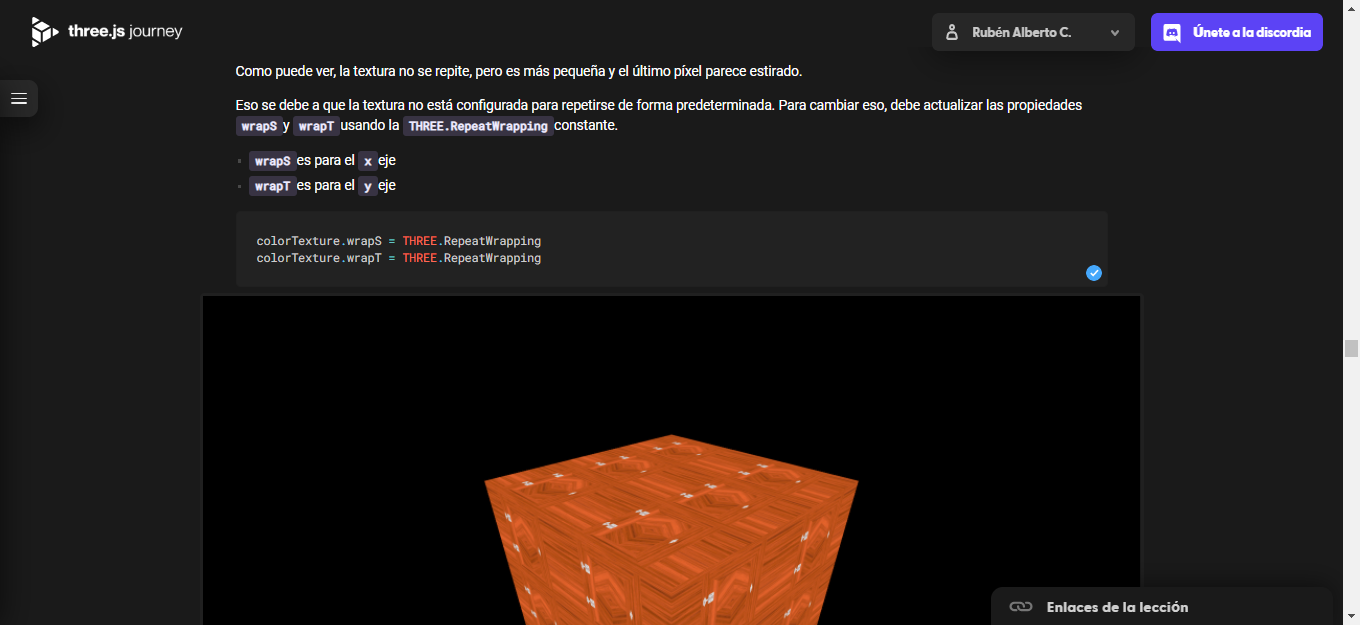 three.js journey
Rubén Alberto C.
Únete a la discordia
Como puede ver, la textura no se repite, pero es más pequeña y el último píxel parece estirado.
Eso se debe a que la textura no está configurada para repetirse de forma predeterminada. Para cambiar eso, debe actualizar las propiedades
wrapS y wrapT usando la THREE.RepeatWrapping constante.
wrapS es para el x eje
wrapT es para el y eje
colorTexture.wrapS = THREE.RepeatWrapping
colorTexture.wrapT = THREE.RepeatWrapping
Enlaces de la lección